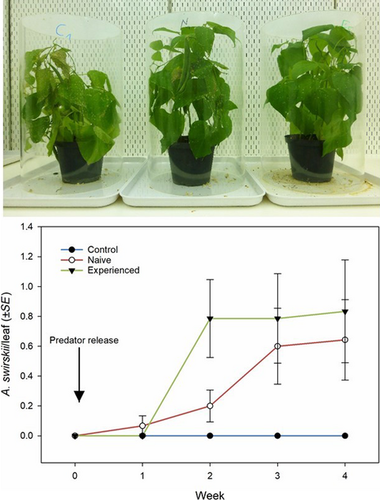 C1
N
1.4
1.2
1.0
0.8
0.6
0.4
0.2
0.0
A. swirskii/leaf (±SE)
Control
Naive
Experienced
Predator release
0 1 2 3 4
Week